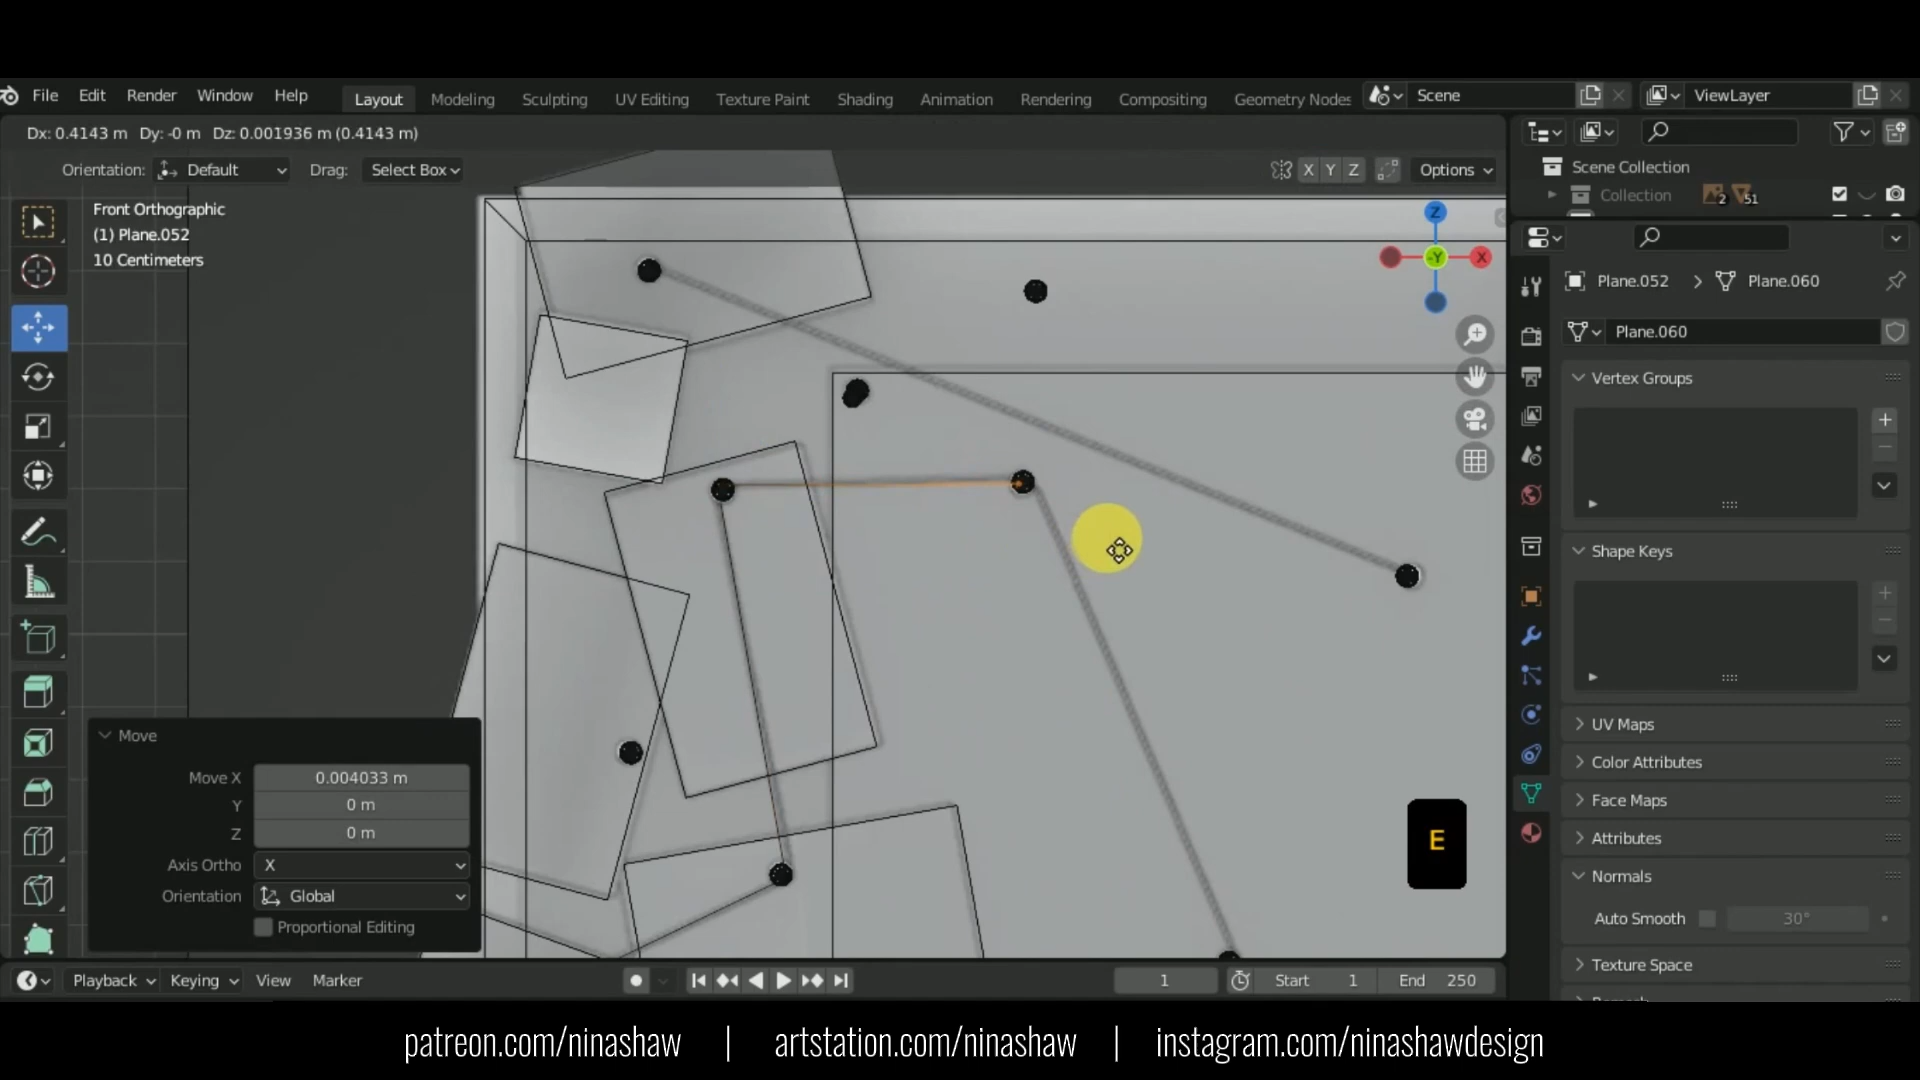 File Edit Render Window Help Layout Modeling Sculpting UV Editing Texture Paint Shading Animation Rendering Compositing Geometry Nodes Scene ViewLayer
Dx: 0.4143 m Dy: -0 m Dz: 0.001936 m (0.4143 m)
Orientation: Default Drag: Select Box X Y Z Options
Scene Collection
Collection 2 51
Front Orthographic
(1) Plane.052
10 Centimeters
Z
Y X
Plane.052 > Plane.060
Plane.060
Vertex Groups
Shape Keys
UV Maps
Color Attributes
Face Maps
Attributes
Normals
Auto Smooth 30°
Texture Space
Move
Move X 0.004033 m
Y 0 m
Z 0 m
Axis Ortho X
Orientation Global
Proportional Editing
E
Playback Keying View Marker 1 Start 1 End 250
patreon.com/ninashaw | artstation.com/ninashaw | instagram.com/ninashawdesign